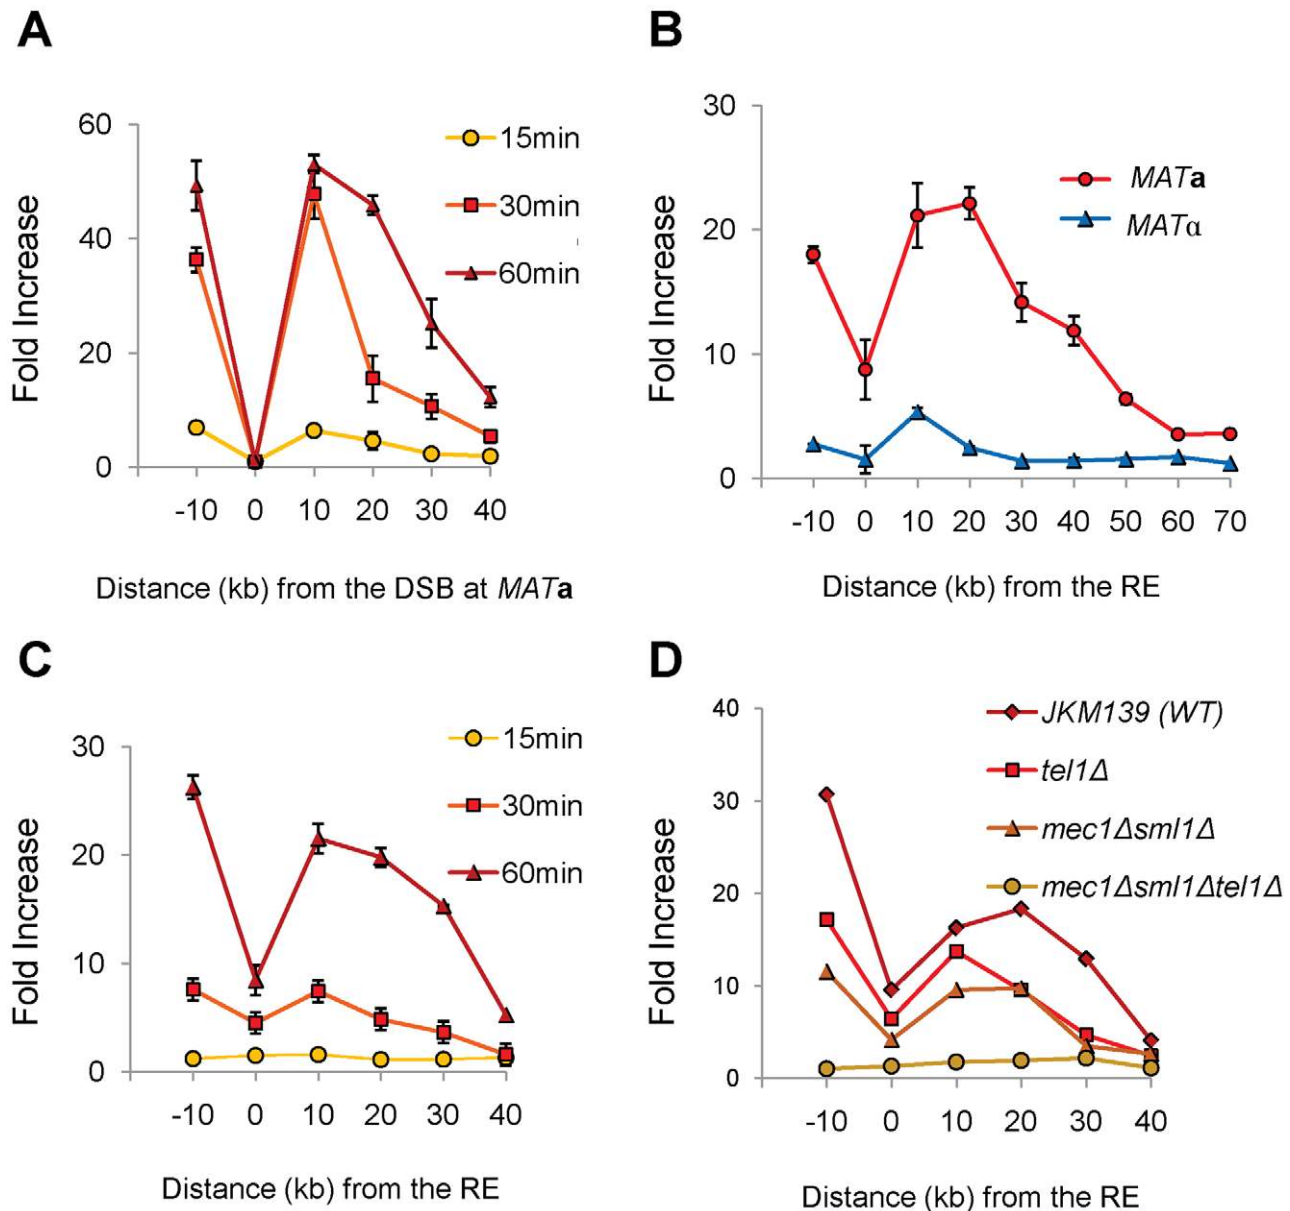 A
60
40
20
0
Fold Increase
15min
30min
60min
-10 0 10 20 30 40
Distance (kb) from the DSB at MATa
B
30
20
10
0
Fold Increase
MATa
MATα
-10 0 10 20 30 40 50 60 70
Distance (kb) from the RE
C
30
20
10
0
Fold Increase
15min
30min
60min
-10 0 10 20 30 40
Distance (kb) from the RE
D
40
30
20
10
0
Fold Increase
JKM139 (WT)
tel1Δ
mec1Δsml1Δ
mec1Δsml1Δtel1Δ
-10 0 10 20 30 40
Distance (kb) from the RE